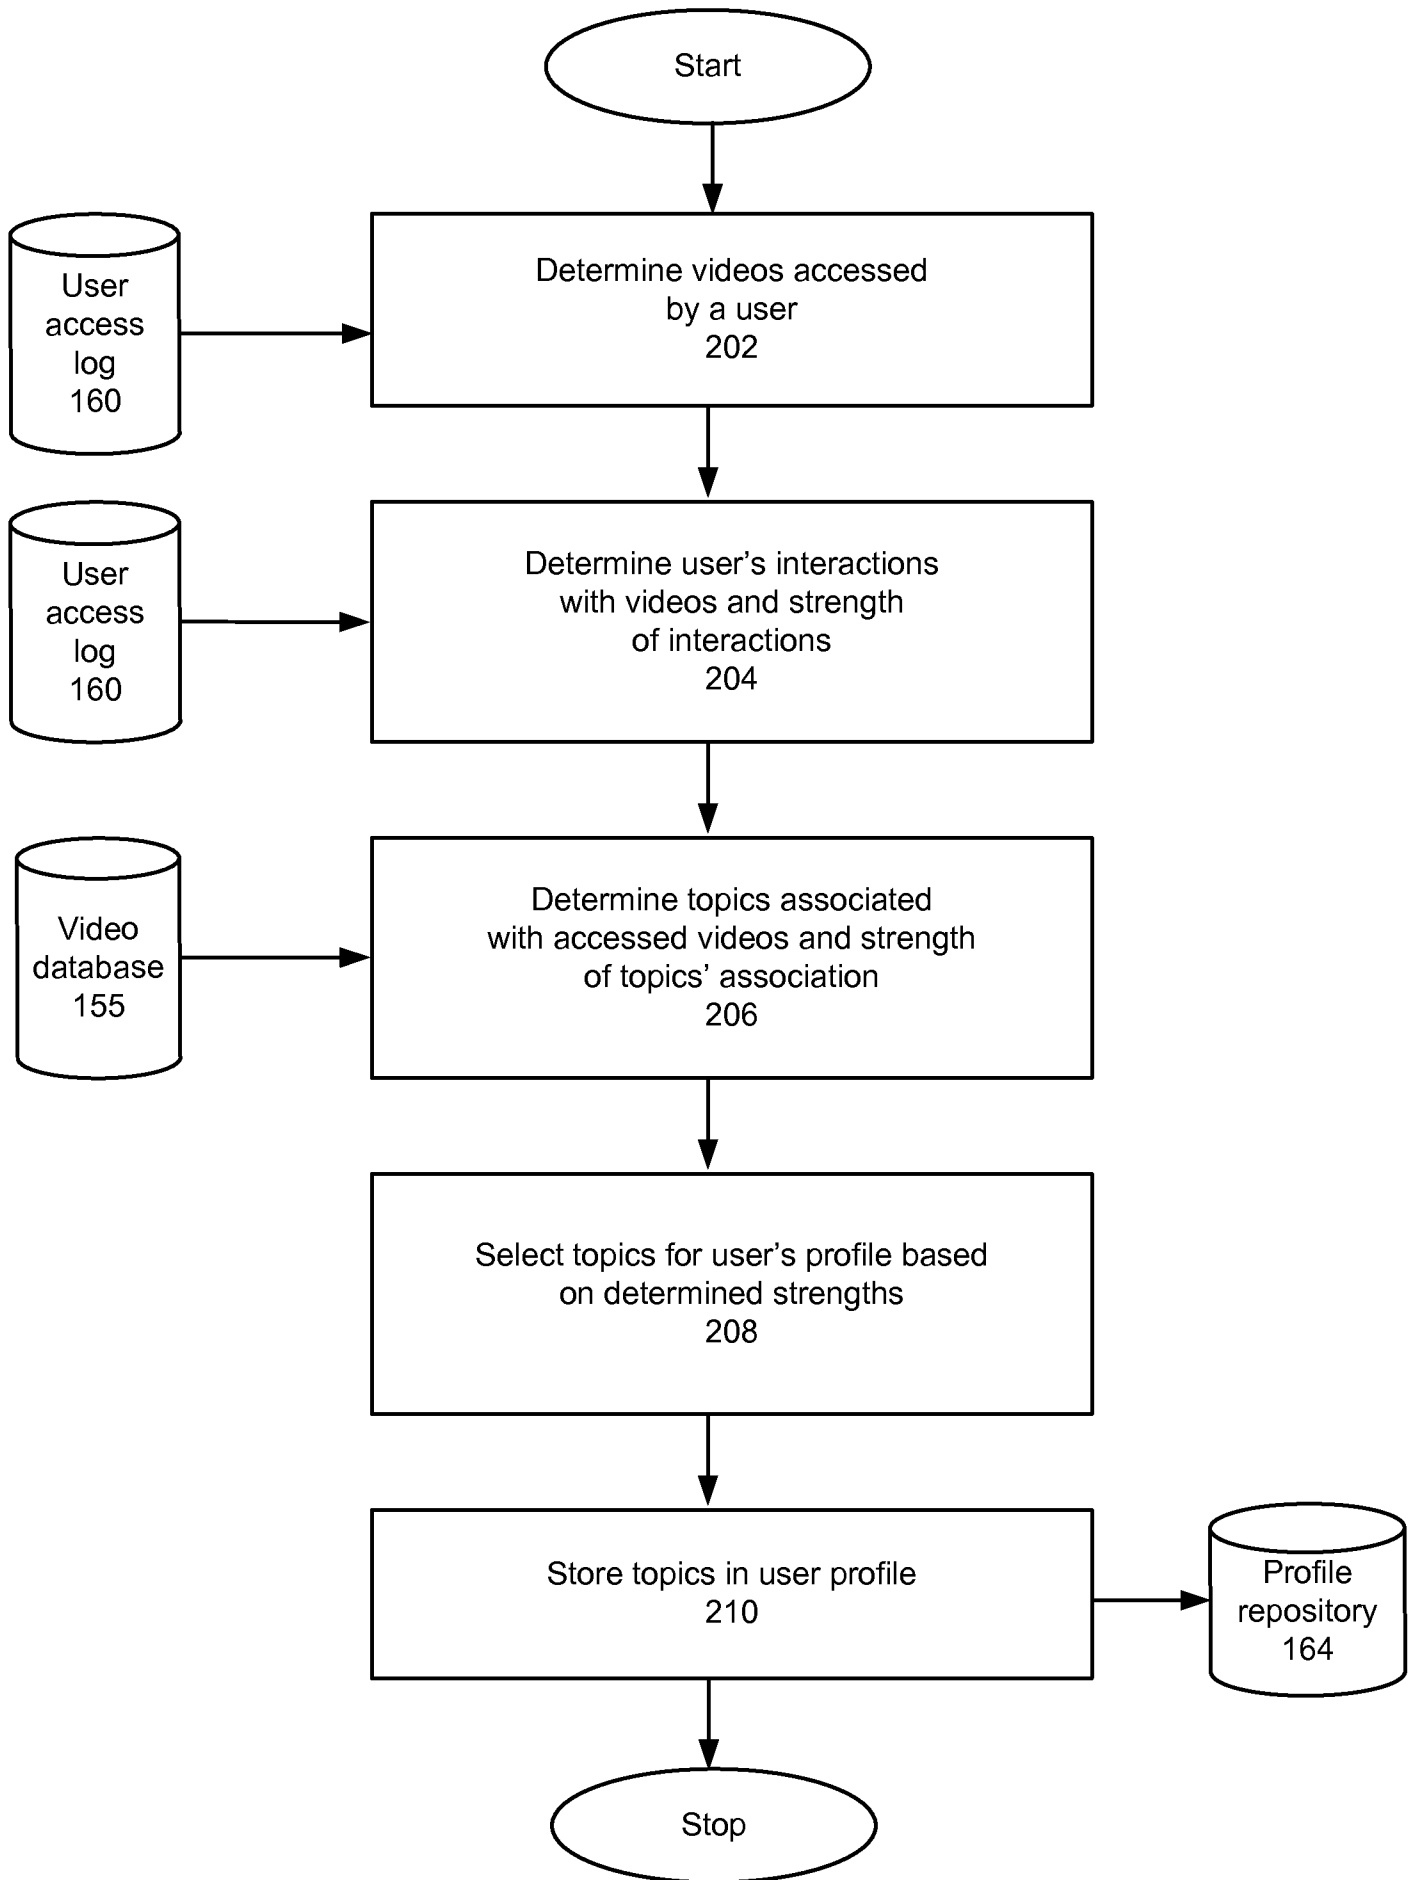 Start
User
access
log
160
Determine videos accessed
by a user
202
User
access
log
160
Determine user’s interactions
with videos and strength
of interactions
204
Video
database
155
Determine topics associated
with accessed videos and strength
of topics’ association
206
Select topics for user’s profile based
on determined strengths
208
Store topics in user profile
210
Profile
repository
164
Stop